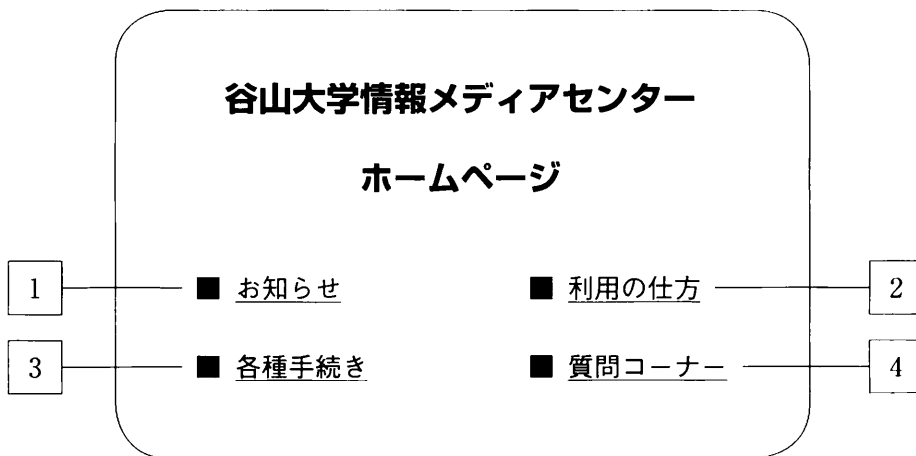 谷山大学情報メディアセンター
ホームページ
1 ■ お知らせ ■ 利用の仕方 2
3 ■ 各種手続き ■ 質問コーナー 4